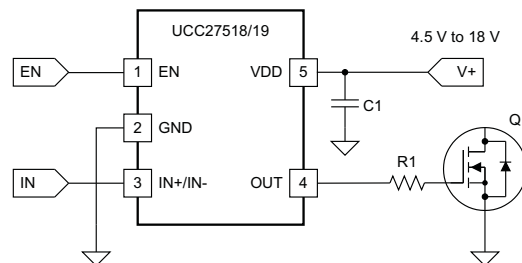 UCC27518/19
4.5 V to 18 V
EN
1
EN
VDD
5
V+
C1
2
GND
Q
R1
IN
3
IN+/IN-
OUT
4